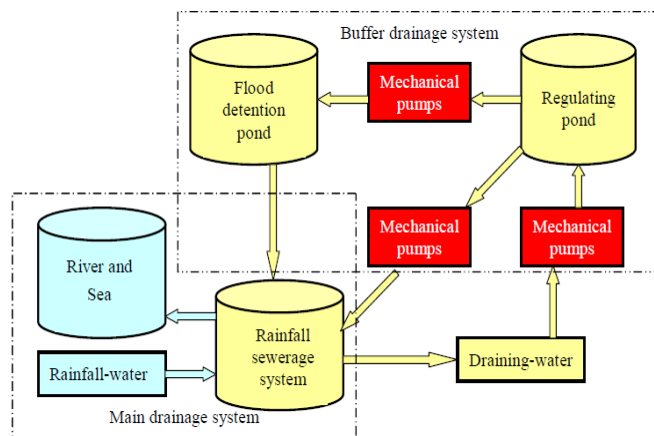 Buffer drainage system
Flood
detention
pond
Mechanical
pumps
Regulating
pond
Mechanical
pumps
Mechanical
pumps
River and
Sea
Rainfall
sewerage
system
Draining-water
Rainfall-water
Main drainage system